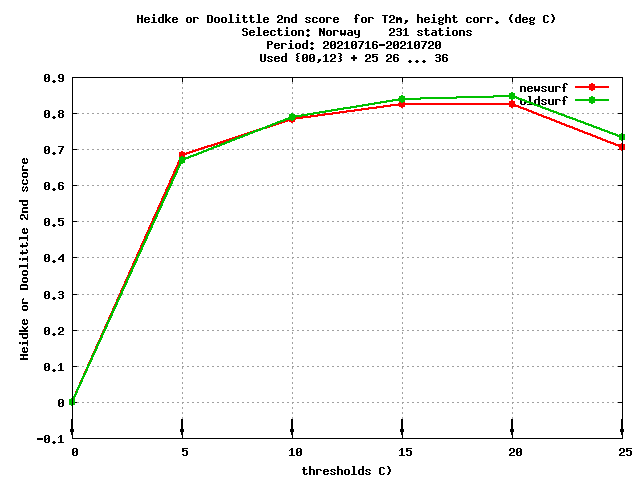 Heidke or Doolittle 2nd score  for T2m, height corr. (deg C)
Selection: Norway    231 stations
Period: 20210716-20210720
Used {00,12} + 25 26 ... 36
Heidke or Doolittle 2nd score
0.9
0.8
0.7
0.6
0.5
0.4
0.3
0.2
0.1
0
-0.1
newsurf
oldsurf
0 5 10 15 20 25
thresholds C)